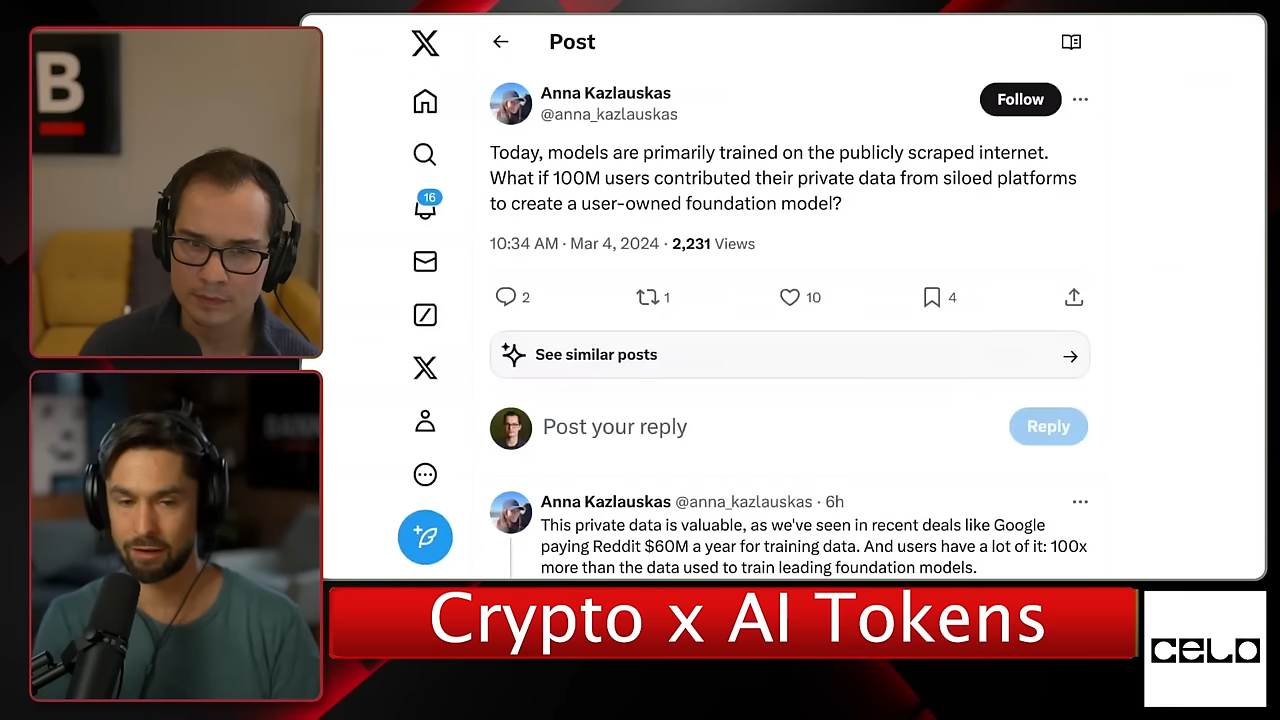 B
Post
Anna Kazlauskas
@anna_kazlauskas
Follow
Today, models are primarily trained on the publicly scraped internet.
What if 100M users contributed their private data from siloed platforms
to create a user-owned foundation model?
10:34 AM · Mar 4, 2024 · 2,231 Views
16
2
1
10
4
See similar posts
Post your reply
Reply
Anna Kazlauskas @anna_kazlauskas · 6h
This private data is valuable, as we've seen in recent deals like Google
paying Reddit $60M a year for training data. And users have a lot of it: 100x
more than the data used to train leading foundation models.
Crypto x AI Tokens
CELO